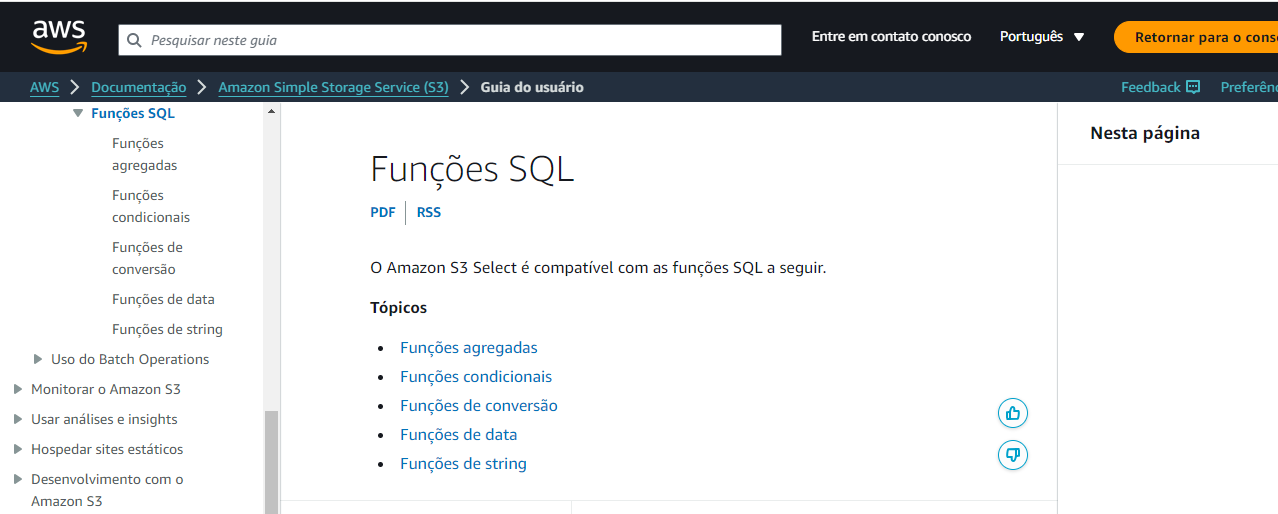 aws
Pesquisar neste guia
Entre em contato conosco
Português
Retornar para o cons
AWS
Documentação
Amazon Simple Storage Service (S3)
Guia do usuário
Feedback
Preferênc
Funções SQL
Funções
agregadas
Funções
condicionais
Funções de
conversão
Funções de data
Funções de string
Uso do Batch Operations
Monitorar o Amazon S3
Usar análises e insights
Hospedar sites estáticos
Desenvolvimento com o
Amazon S3
Funções SQL
PDF
RSS
O Amazon S3 Select é compatível com as funções SQL a seguir.
Tópicos
Funções agregadas
Funções condicionais
Funções de conversão
Funções de data
Funções de string
Nesta página